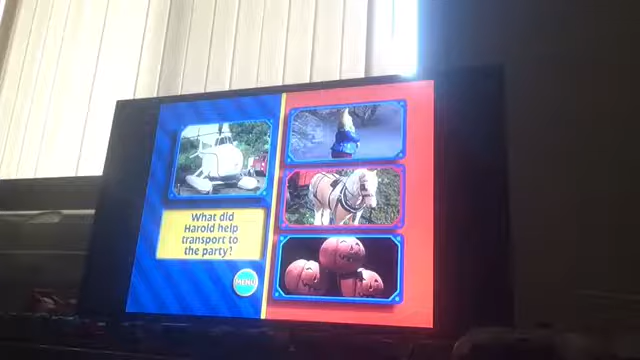 What did
Harold help
transport to
the party?
MENU